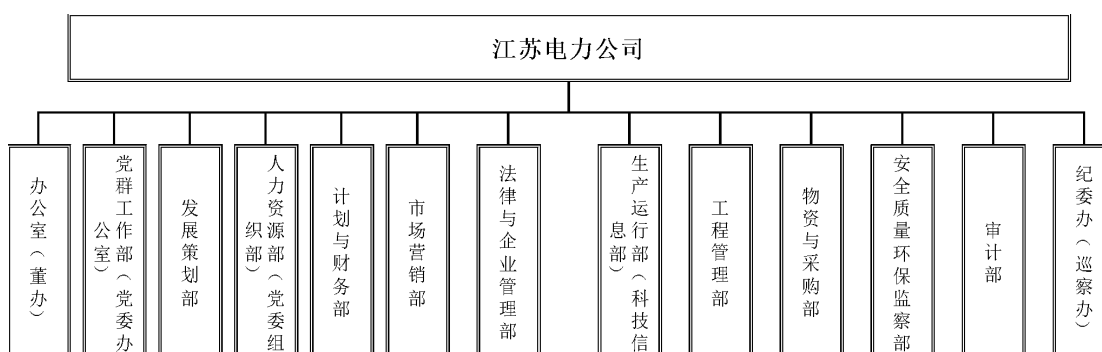 江苏电力公司
办公室（董办）
党群工作部（党委办
公室）
发展策划部
人力资源部（党委组
织部）
计划与财务部
市场营销部
法律与企业管理部
生产运行部（科技信
息部）
工程管理部
物资与采购部
安全质量环保监察部
审计部
纪委办（巡察办）